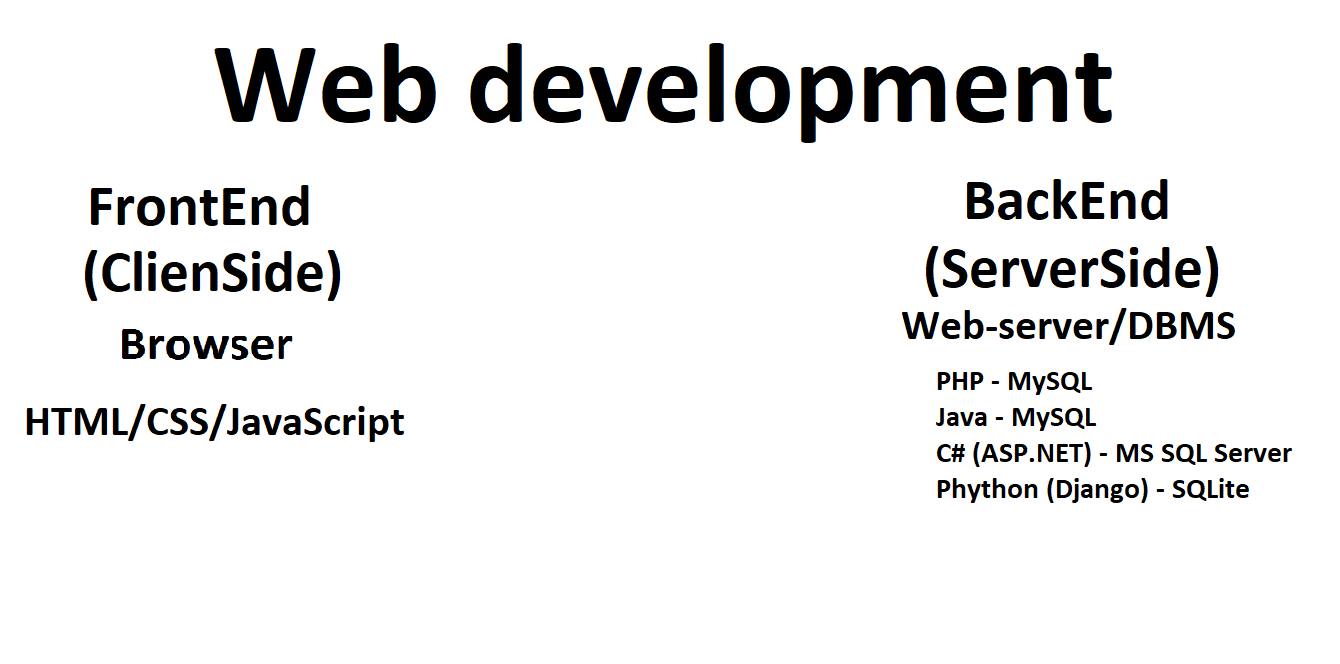 Web development
FrontEnd
(ClienSide)
Browser
HTML/CSS/JavaScript
BackEnd
(ServerSide)
Web-server/DBMS
PHP - MySQL
Java - MySQL
C# (ASP.NET) - MS SQL Server
Phython (Django) - SQLite